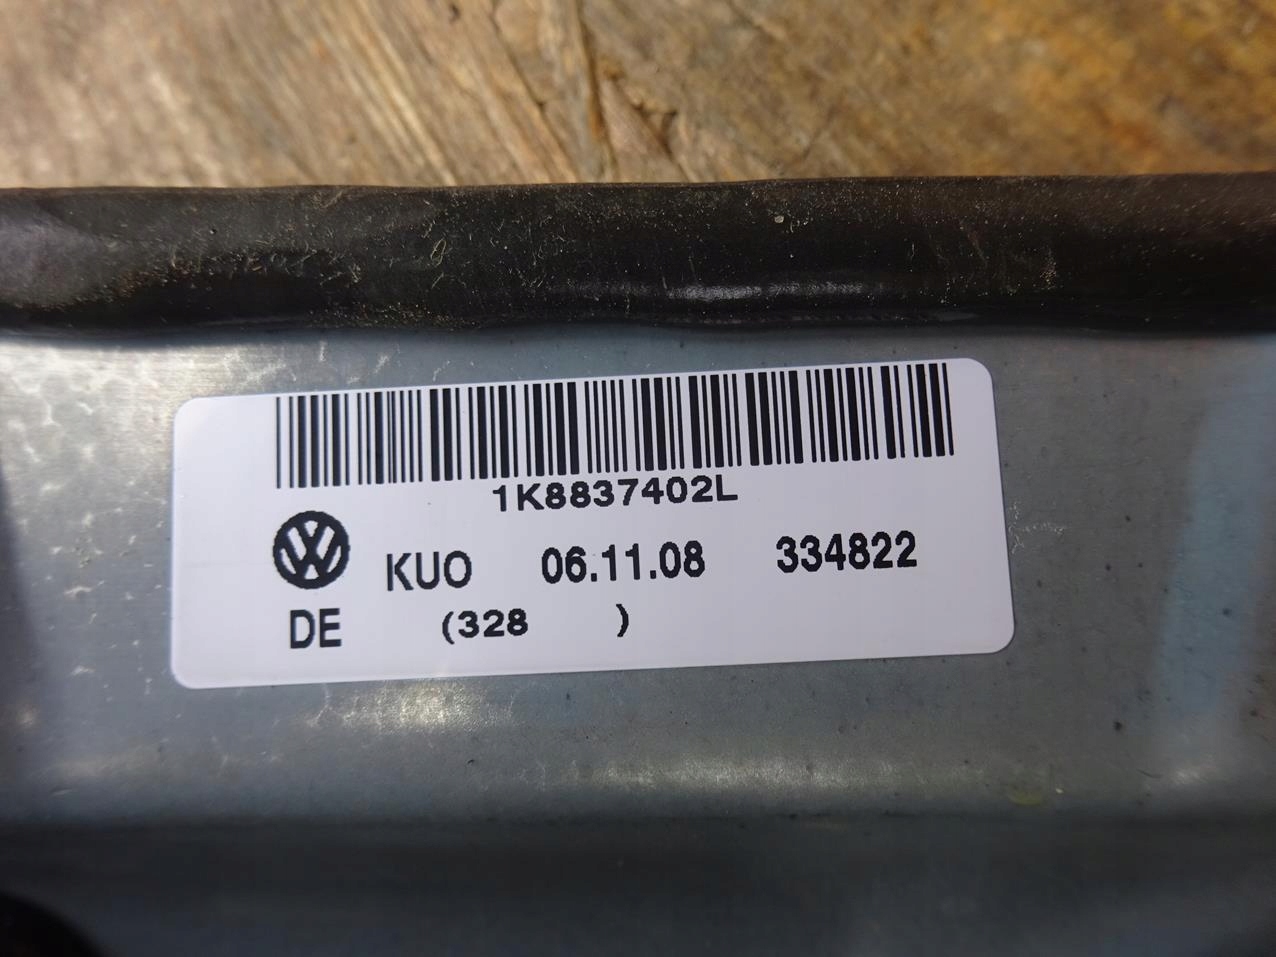 1K8837402L
KUO 06.11.08 334822
DE (328 )